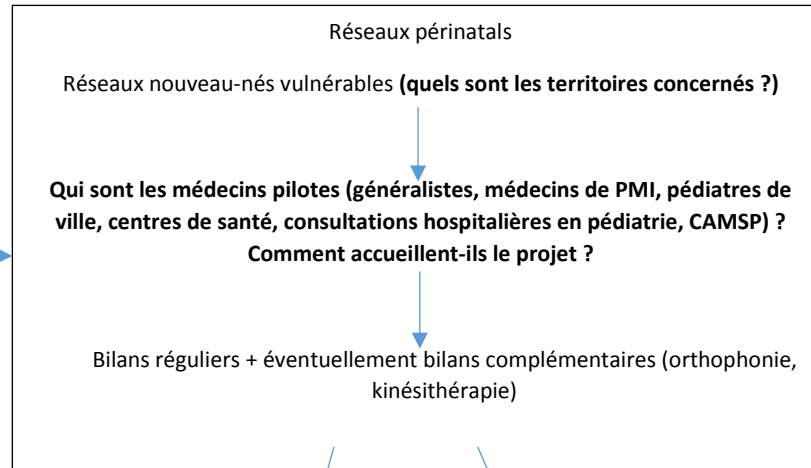 Réseaux périnatals
Réseaux nouveau-nés vulnérables (quels sont les territoires concernés ?)
Qui sont les médecins pilotes (généralistes, médecins de PMI, pédiatres de
ville, centres de santé, consultations hospitalières en pédiatrie, CAMSP) ?
Comment accueillent-ils le projet ?
Bilans réguliers + éventuellement bilans complémentaires (orthophonie,
kinésithérapie)